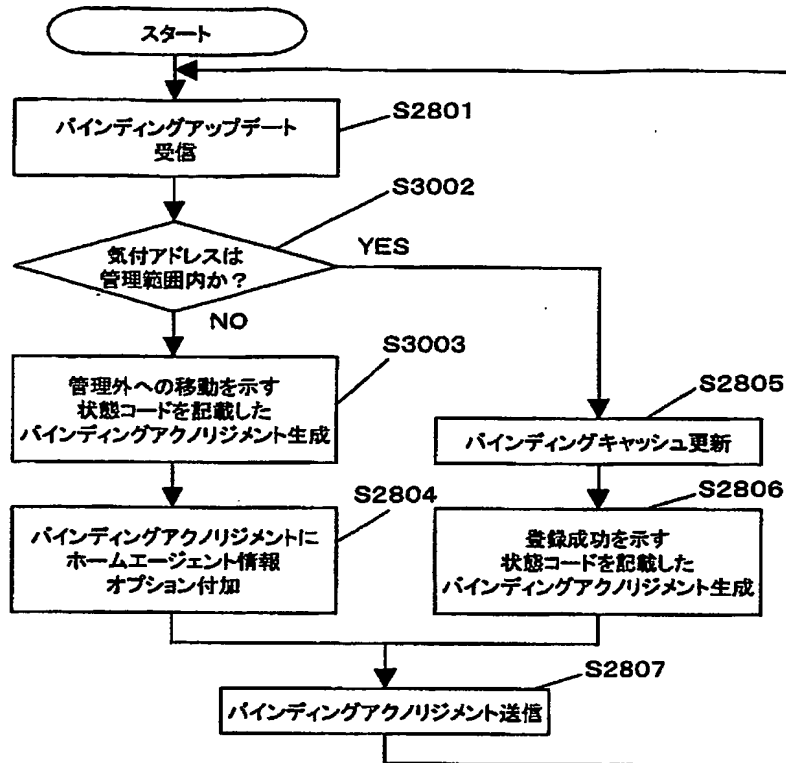 スタート
S2801
バインディングアップデート
受信
S3002
気付アドレスは
管理範囲内か？
YES
NO
S3003
管理外への移動を示す
状態コードを記載した
バインディングアクノリジメント生成
S2805
バインディングキャッシュ更新
S2804
バインディングアクノリジメントに
ホームエージェント情報
オプション付加
S2806
登録成功を示す
状態コードを記載した
バインディングアクノリジメント生成
S2807
バインディングアクノリジメント送信